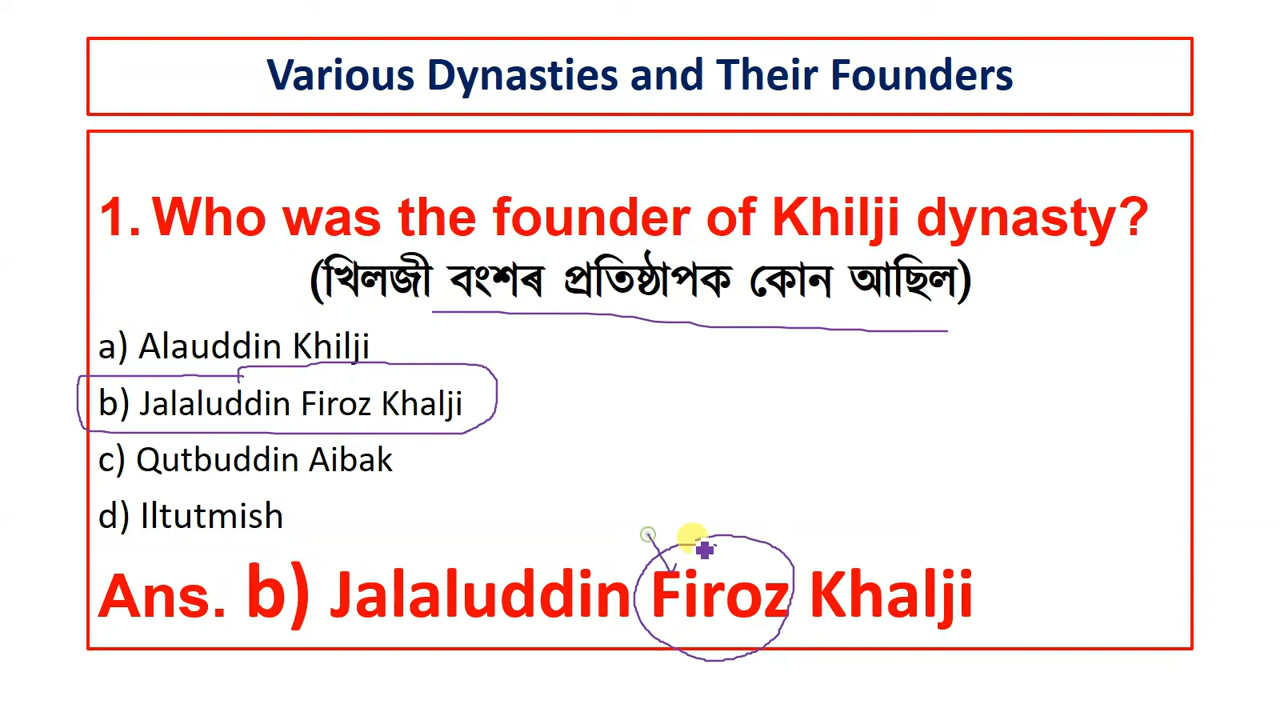 Various Dynasties and Their Founders
1. Who was the founder of Khilji dynasty?
(খিলজী বংশৰ প্ৰতিষ্ঠাপক কোন আছিল)
a) Alauddin Khilji
b) Jalaluddin Firoz Khalji
c) Qutbuddin Aibak
d) Iltutmish
Ans. b) Jalaluddin Firoz Khalji